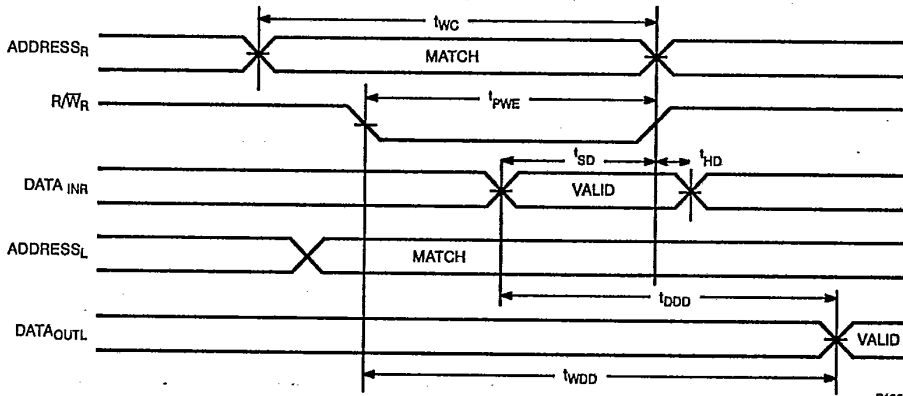 tWC
ADDRESSR
MATCH
R/W̅R
tPWE
tSD
tHD
DATA INR
VALID
ADDRESSL
MATCH
tDDD
DATAOUTL
VALID
tWDD